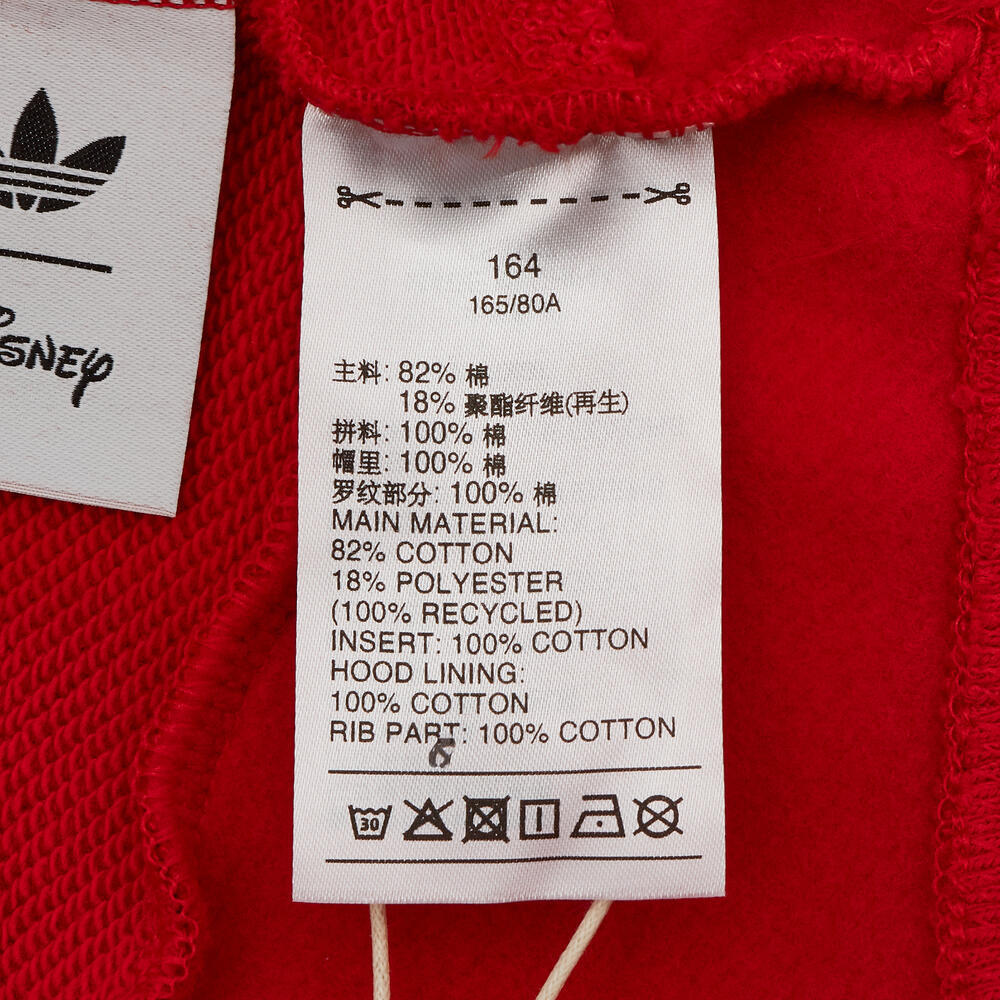 164
165/80A
主料: 82% 棉
18% 聚酯纤维(再生)
拼料: 100% 棉
帽里: 100% 棉
罗纹部分: 100% 棉
MAIN MATERIAL:
82% COTTON
18% POLYESTER
(100% RECYCLED)
INSERT: 100% COTTON
HOOD LINING:
100% COTTON
RIB PART: 100% COTTON
30